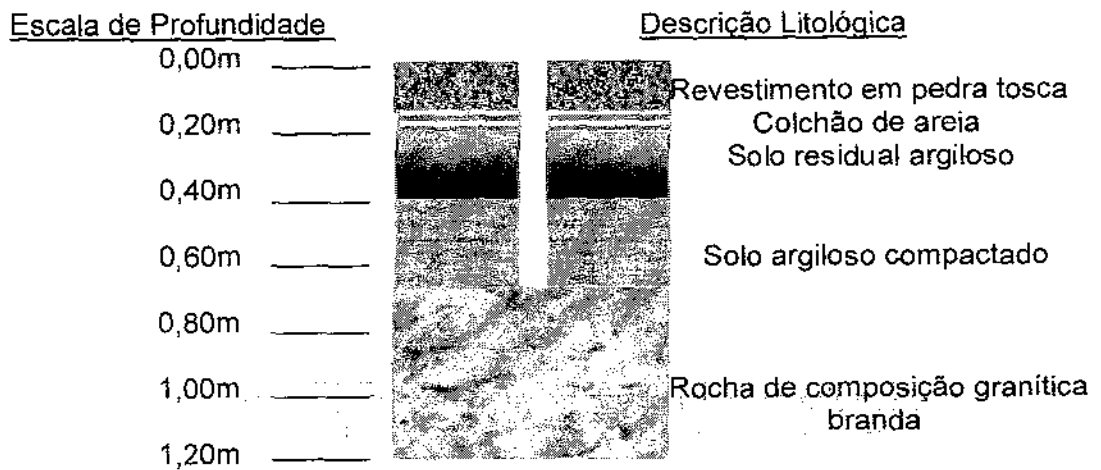 Escala de Profundidade
Descrição Litológica
0,00m
Revestimento em pedra tosca
0,20m
Colchão de areia
Solo residual argiloso
0,40m
0,60m
Solo argiloso compactado
0,80m
1,00m
Rocha de composição granítica
branda
1,20m